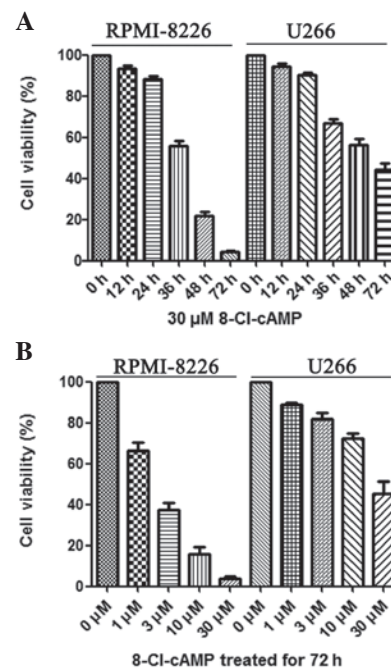 A
RPMI-8226 U266
Cell viability (%)
100
80
60
40
20
0
0 h 12 h 24 h 36 h 48 h 72 h 0 h 12 h 24 h 36 h 48 h 72 h
30 µM 8-Cl-cAMP
B
RPMI-8226 U266
Cell viability (%)
100
80
60
40
20
0
0 µM 1 µM 3 µM 10 µM 30 µM 0 µM 1 µM 3 µM 10 µM 30 µM
8-Cl-cAMP treated for 72 h